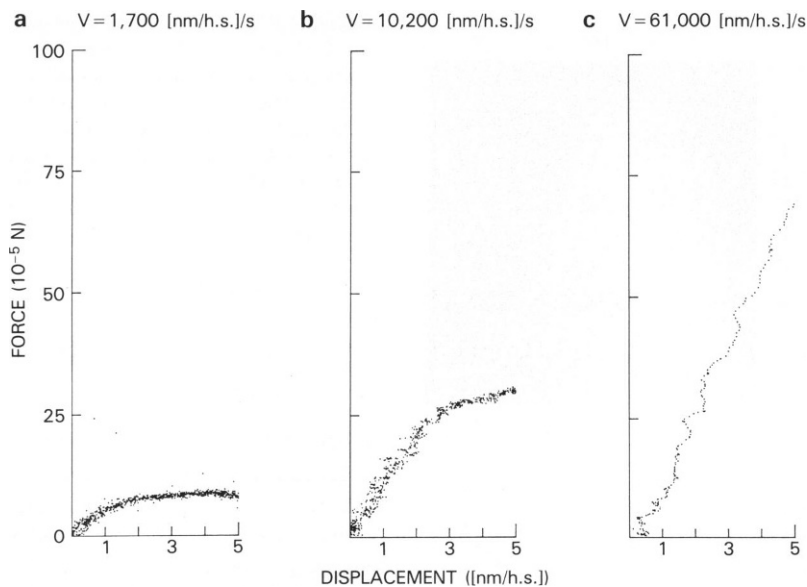 a V = 1,700 [nm/h.s.]/s
b V = 10,200 [nm/h.s.]/s
c V = 61,000 [nm/h.s.]/s
100
75
50
25
0
FORCE (10⁻⁵ N)
1 3 5
1 3 5
1 3 5
DISPLACEMENT ([nm/h.s.])